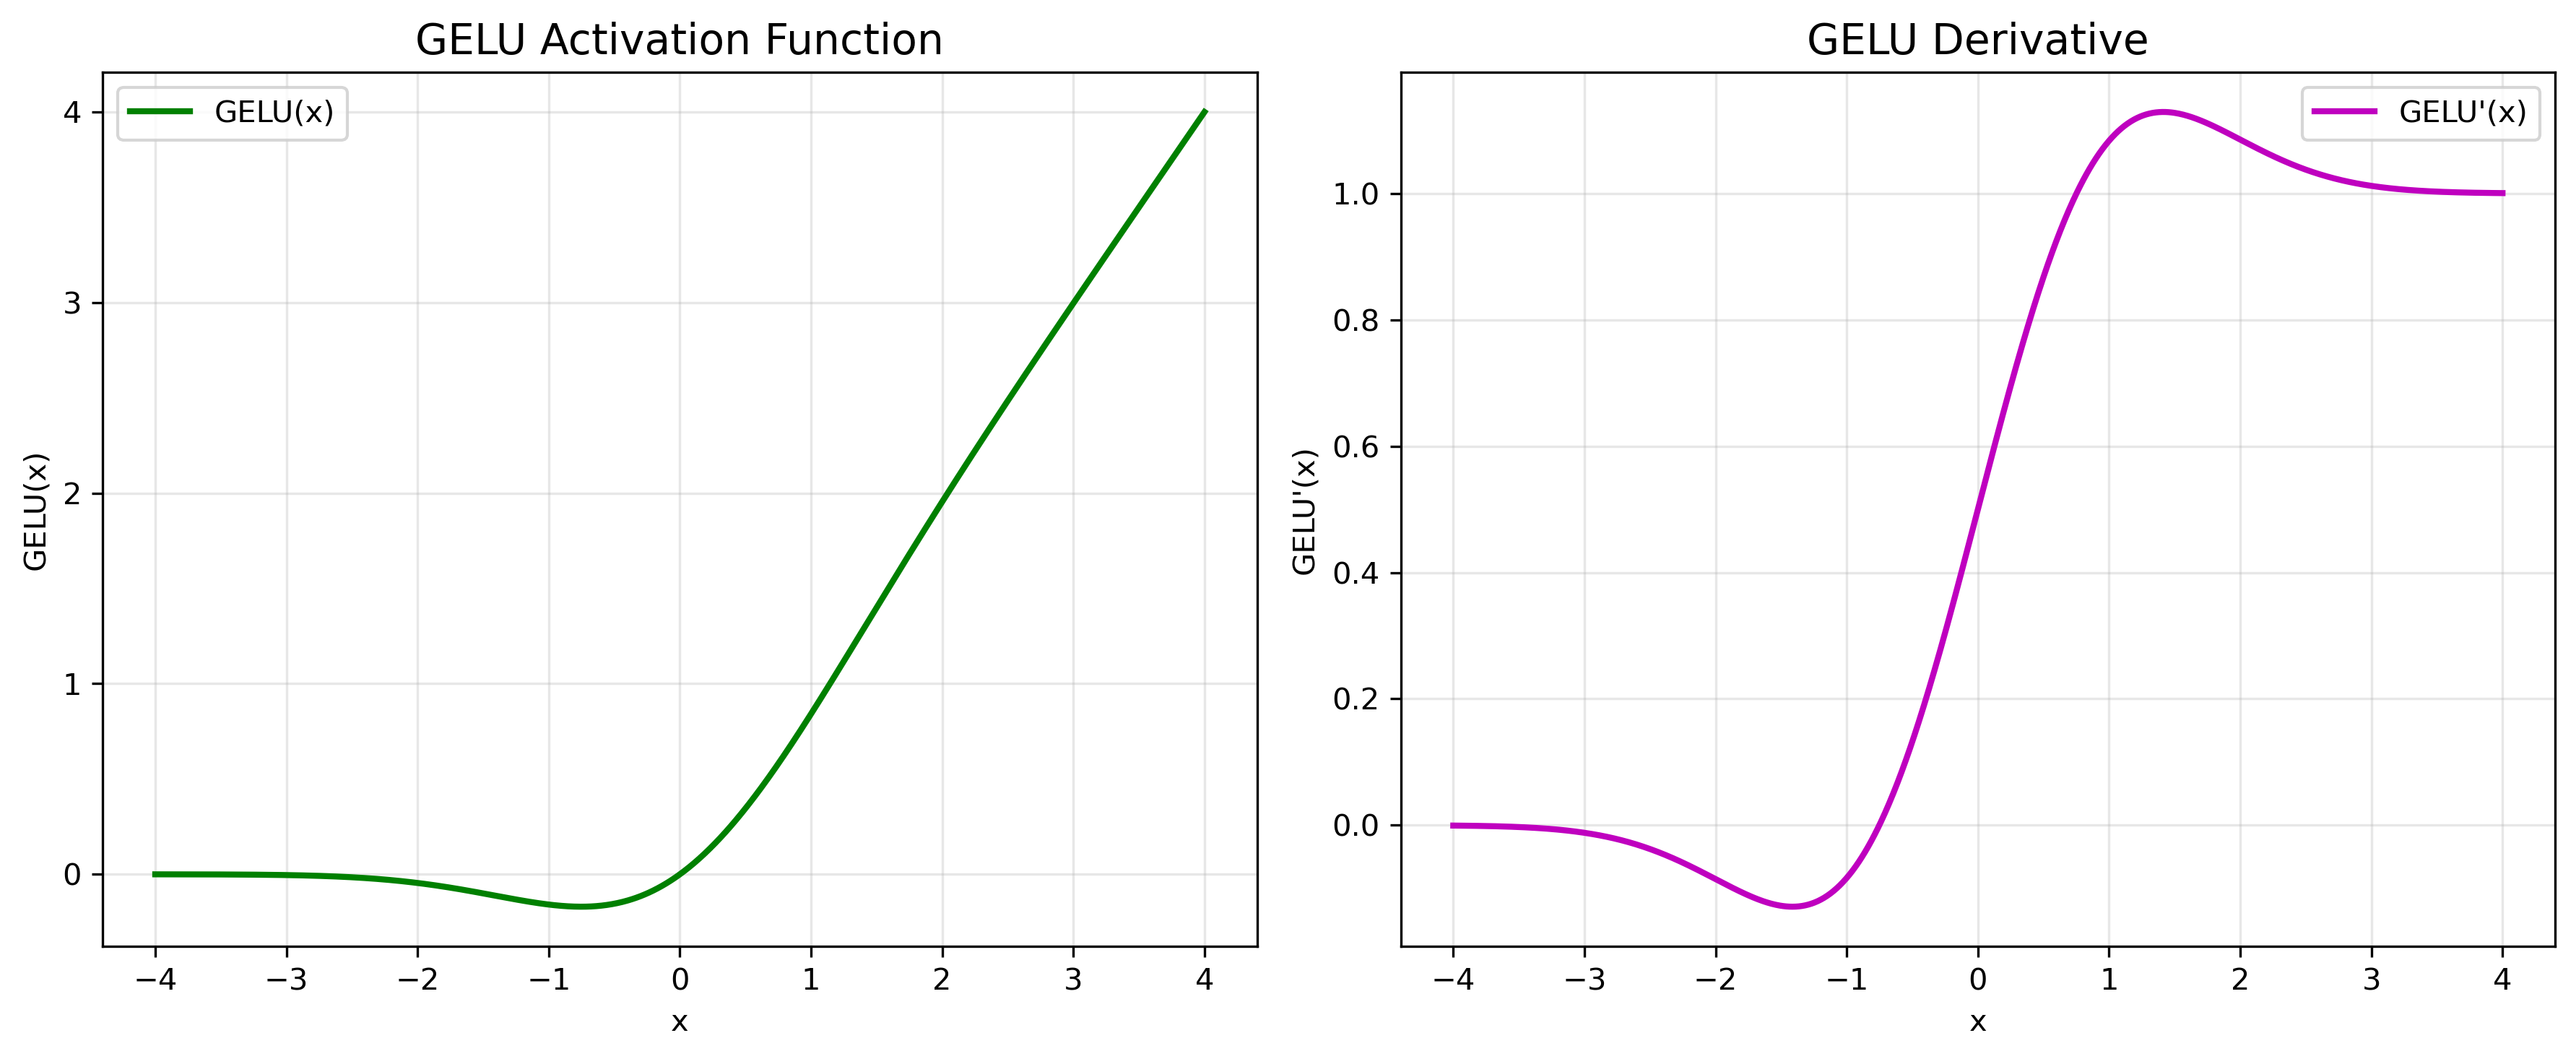 GELU Activation Function
GELU(x)
4
3
2
1
0
GELU(x)
−4 −3 −2 −1 0 1 2 3 4
x
GELU Derivative
GELU'(x)
1.0
0.8
0.6
0.4
0.2
0.0
GELU'(x)
−4 −3 −2 −1 0 1 2 3 4
x